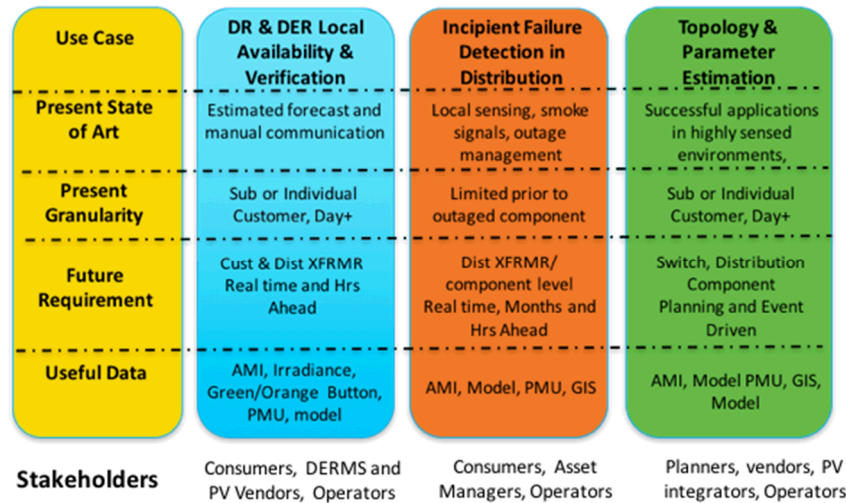 Use Case
DR & DER Local
Availability &
Verification
Incipient Failure
Detection in
Distribution
Topology &
Parameter
Estimation
Present State
of Art
Estimated forecast and
manual communication
Local sensing, smoke
signals, outage
management
Successful applications
in highly sensed
environments,
Present
Granularity
Sub or Individual
Customer, Day+
Limited prior to
outaged component
Sub or Individual
Customer, Day+
Future
Requirement
Cust & Dist XFRMR
Real time and Hrs
Ahead
Dist XFRMR/
component level
Real time, Months and
Hrs Ahead
Switch, Distribution
Component
Planning and Event
Driven
Useful Data
AMI, Irradiance,
Green/Orange Button,
PMU, model
AMI, Model, PMU, GIS
AMI, Model PMU, GIS,
Model
Stakeholders
Consumers, DERMS and
PV Vendors, Operators
Consumers, Asset
Managers, Operators
Planners, vendors, PV
integrators, Operators